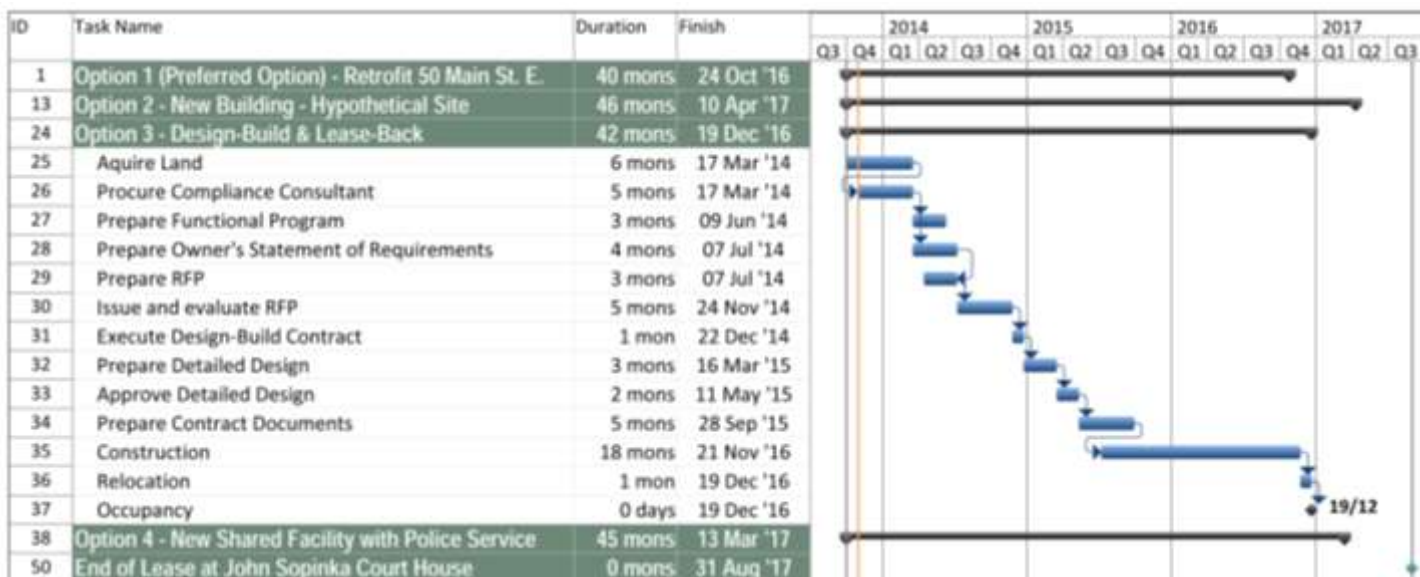 ID Task Name Duration Finish 2014 2015 2016 2017
Q3 Q4 Q1 Q2 Q3 Q4 Q1 Q2 Q3 Q4 Q1 Q2 Q3 Q4 Q1 Q2 Q3
1 Option 1 (Preferred Option) - Retrofit 50 Main St. E. 40 mons 24 Oct '16
13 Option 2 - New Building - Hypothetical Site 46 mons 10 Apr '17
24 Option 3 - Design-Build & Lease-Back 42 mons 19 Dec '16
25 Aquire Land 6 mons 17 Mar '14
26 Procure Compliance Consultant 5 mons 17 Mar '14
27 Prepare Functional Program 3 mons 09 Jun '14
28 Prepare Owner's Statement of Requirements 4 mons 07 Jul '14
29 Prepare RFP 3 mons 07 Jul '14
30 Issue and evaluate RFP 5 mons 24 Nov '14
31 Execute Design-Build Contract 1 mon 22 Dec '14
32 Prepare Detailed Design 3 mons 16 Mar '15
33 Approve Detailed Design 2 mons 11 May '15
34 Prepare Contract Documents 5 mons 28 Sep '15
35 Construction 18 mons 21 Nov '16
36 Relocation 1 mon 19 Dec '16
37 Occupancy 0 days 19 Dec '16 19/12
38 Option 4 - New Shared Facility with Police Service 45 mons 13 Mar '17
50 End of Lease at John Sopinka Court House 0 mons 31 Aug '17